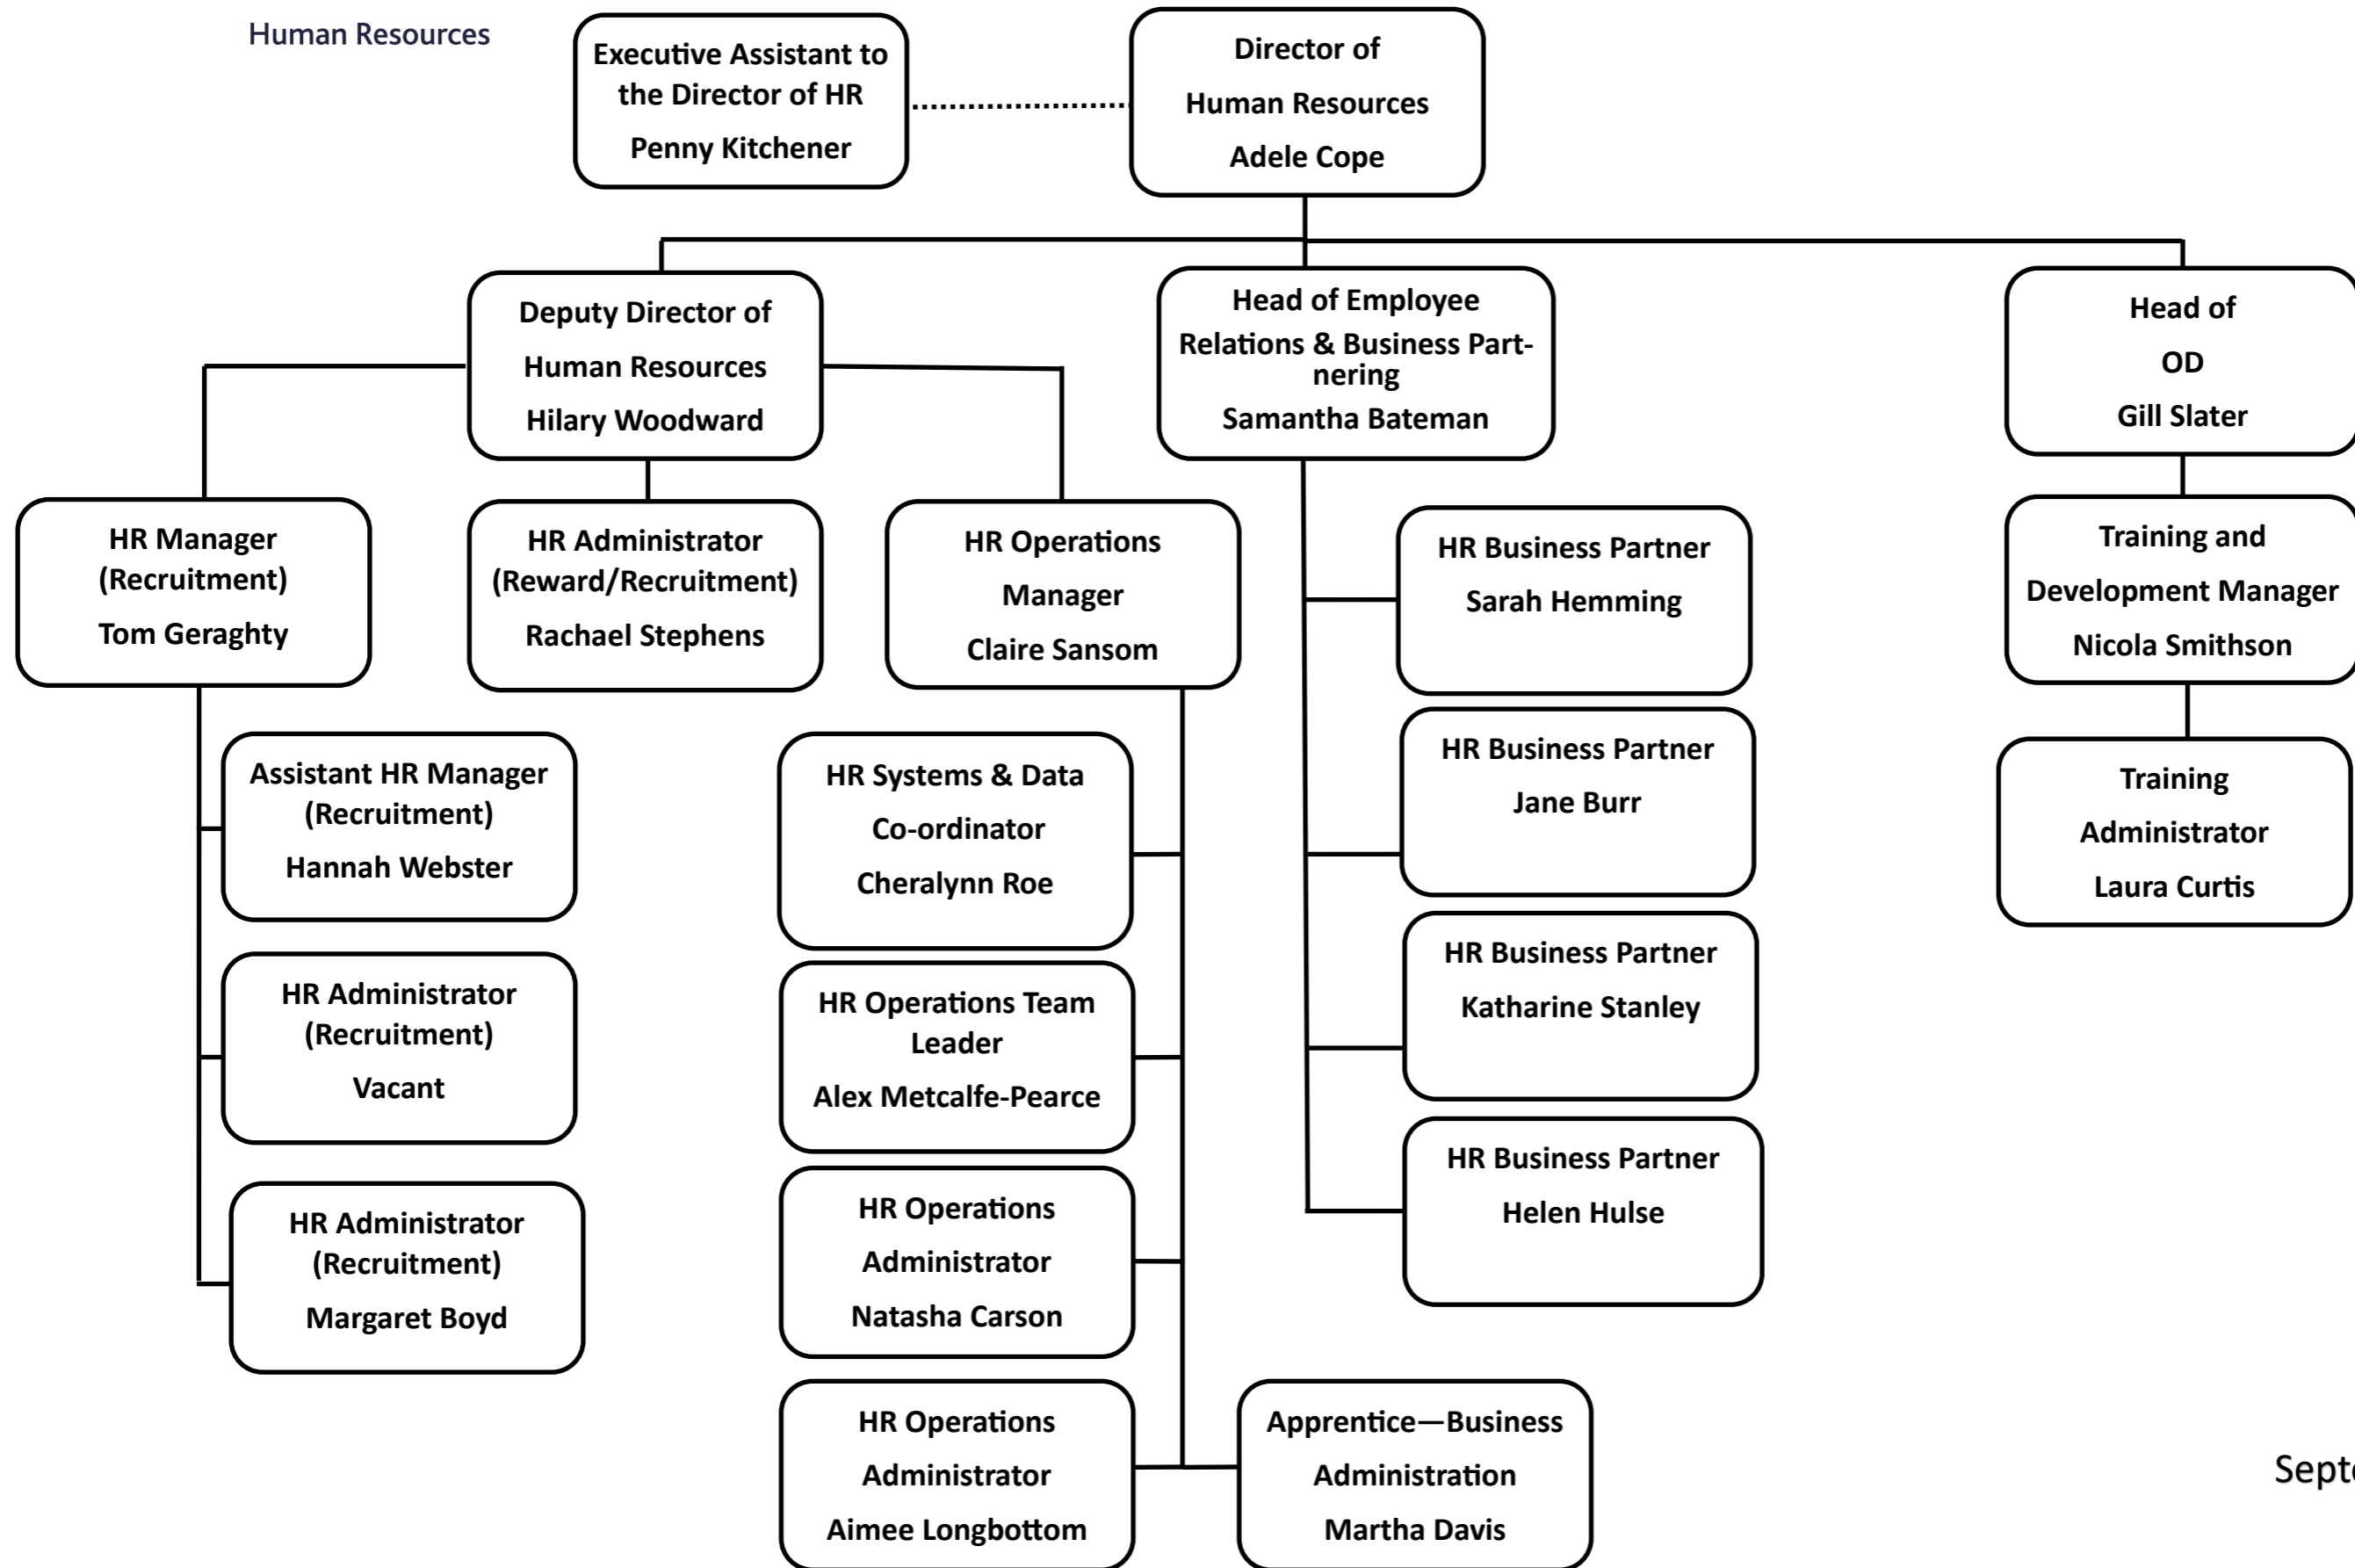 Human Resources
Executive Assistant to
the Director of HR
Penny Kitchener
Director of
Human Resources
Adele Cope
Deputy Director of
Human Resources
Hilary Woodward
Head of Employee
Relations & Business Part-
nering
Samantha Bateman
Head of
OD
Gill Slater
HR Manager
(Recruitment)
Tom Geraghty
HR Administrator
(Reward/Recruitment)
Rachael Stephens
HR Operations
Manager
Claire Sansom
HR Business Partner
Sarah Hemming
Training and
Development Manager
Nicola Smithson
Assistant HR Manager
(Recruitment)
Hannah Webster
HR Systems & Data
Co-ordinator
Cheralynn Roe
HR Business Partner
Jane Burr
Training
Administrator
Laura Curtis
HR Administrator
(Recruitment)
Vacant
HR Operations Team
Leader
Alex Metcalfe-Pearce
HR Business Partner
Katharine Stanley
HR Administrator
(Recruitment)
Margaret Boyd
HR Operations
Administrator
Natasha Carson
HR Business Partner
Helen Hulse
HR Operations
Administrator
Aimee Longbottom
Apprentice—Business
Administration
Martha Davis